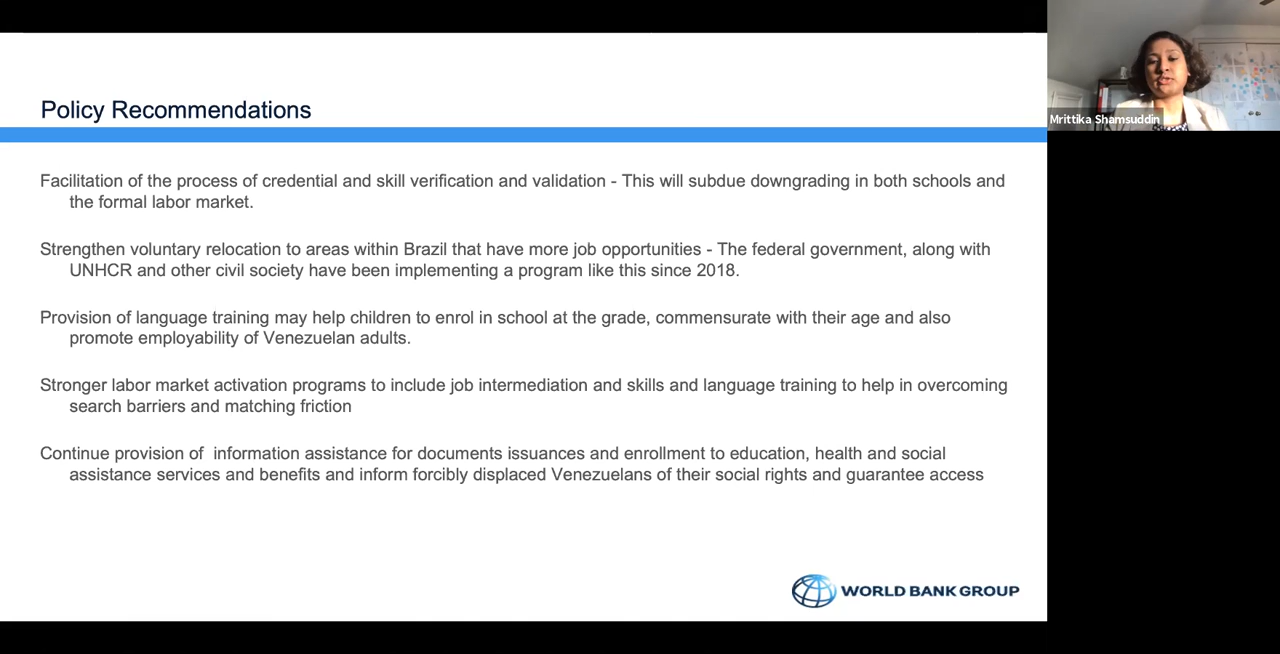 Policy Recommendations
Facilitation of the process of credential and skill verification and validation - This will subdue downgrading in both schools and
the formal labor market.
Strengthen voluntary relocation to areas within Brazil that have more job opportunities - The federal government, along with
UNHCR and other civil society have been implementing a program like this since 2018.
Provision of language training may help children to enrol in school at the grade, commensurate with their age and also
promote employability of Venezuelan adults.
Stronger labor market activation programs to include job intermediation and skills and language training to help in overcoming
search barriers and matching friction
Continue provision of  information assistance for documents issuances and enrollment to education, health and social
assistance services and benefits and inform forcibly displaced Venezuelans of their social rights and guarantee access
WORLD BANK GROUP
Mrittika Shamsuddin